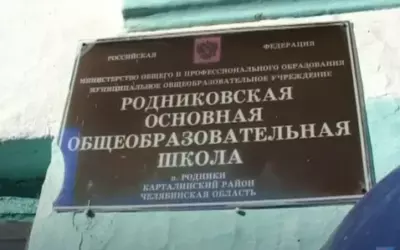 РОССИЙСКАЯ ФЕДЕРАЦИЯ
МИНИСТЕРСТВО ОБЩЕГО И ПРОФЕССИОНАЛЬНОГО ОБРАЗОВАНИЯ
МУНИЦИПАЛЬНОЕ ОБЩЕОБРАЗОВАТЕЛЬНОЕ УЧРЕЖДЕНИЕ
РОДНИКОВСКАЯ
ОСНОВНАЯ
ОБЩЕОБРАЗОВАТЕЛЬНАЯ
ШКОЛА
п. РОДНИКИ
КАРТАЛИНСКИЙ РАЙОН
ЧЕЛЯБИНСКАЯ ОБЛАСТЬ